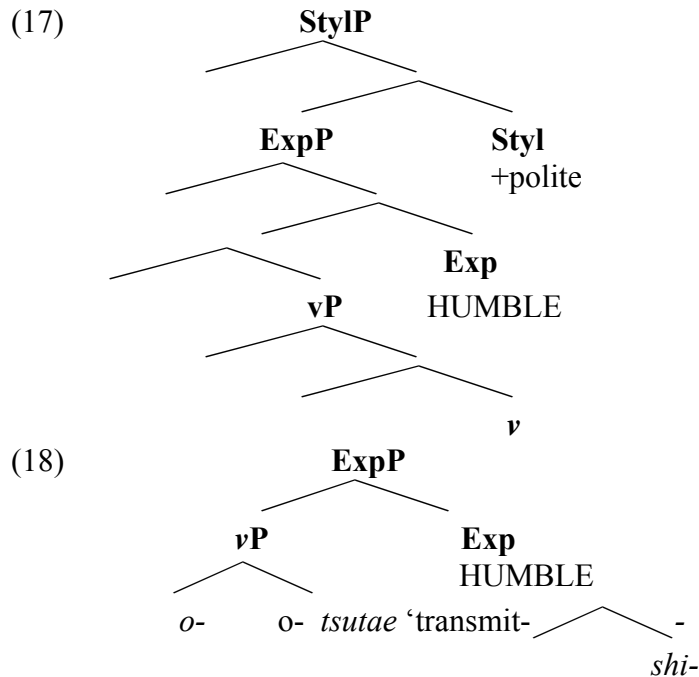 (17) StylP
ExpP Styl
+polite
Exp
vP HUMBLE
v
(18) ExpP
vP Exp
HUMBLE
o- o- tsutae ‘transmit- -
shi-